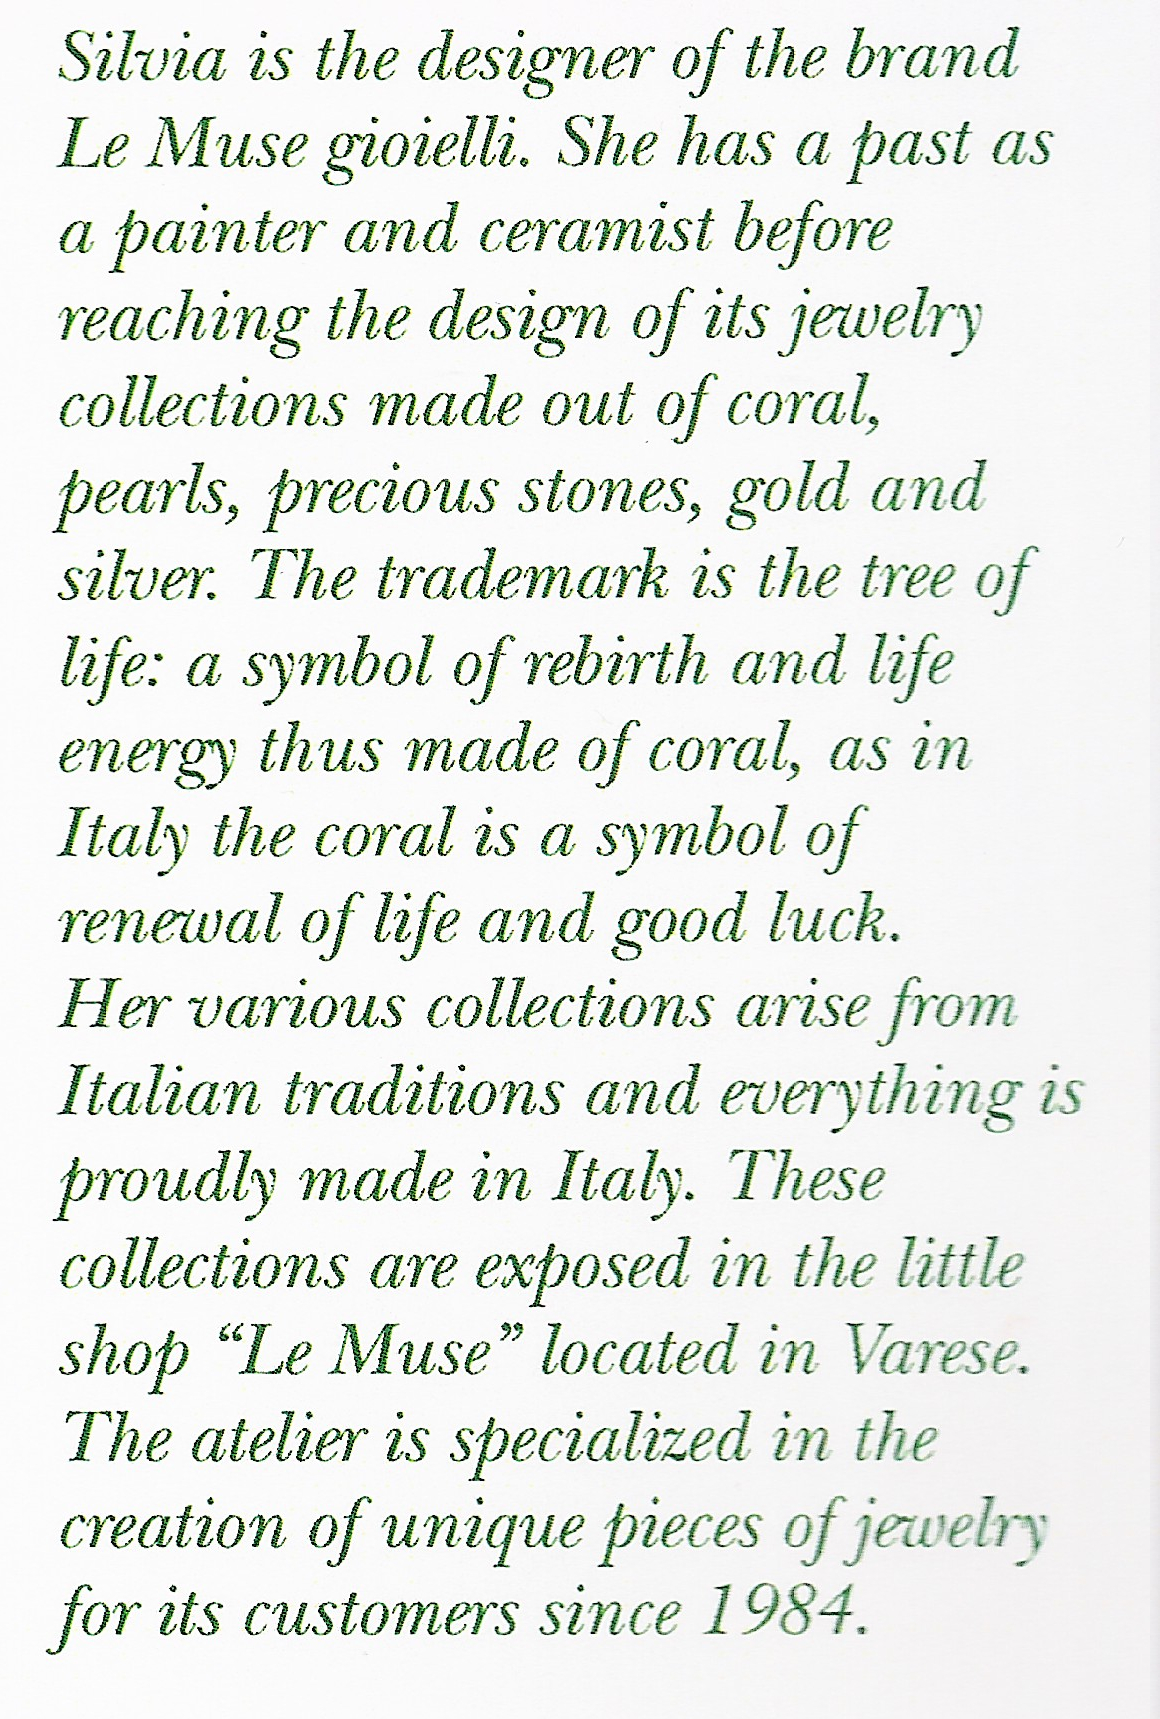 Silvia is the designer of the brand
Le Muse gioielli. She has a past as
a painter and ceramist before
reaching the design of its jewelry
collections made out of coral,
pearls, precious stones, gold and
silver. The trademark is the tree of
life: a symbol of rebirth and life
energy thus made of coral, as in
Italy the coral is a symbol of
renewal of life and good luck.
Her various collections arise from
Italian traditions and everything is
proudly made in Italy. These
collections are exposed in the little
shop “Le Muse” located in Varese.
The atelier is specialized in the
creation of unique pieces of jewelry
for its customers since 1984.